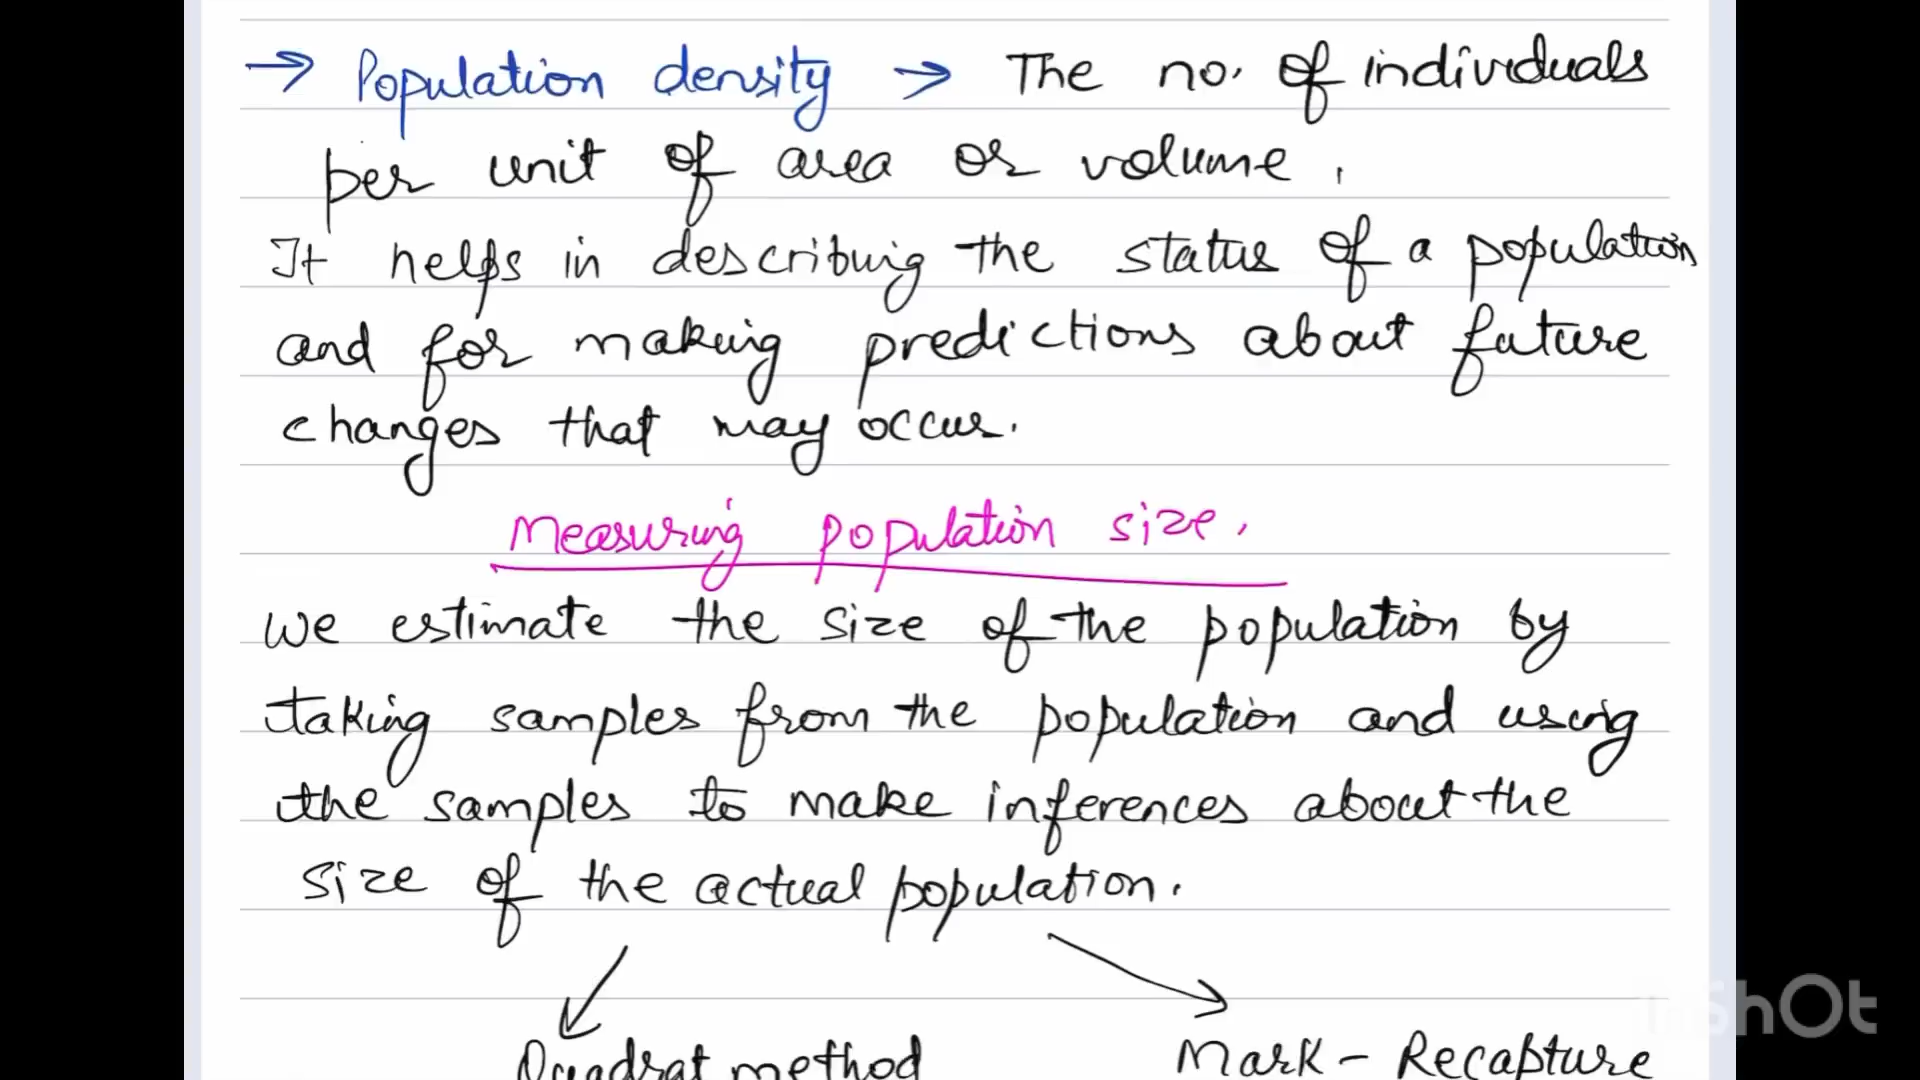 → Population density → The no. of individuals
per unit of area or volume.
It helps in describing the status of a population
and for making predictions about future
changes that may occur.
Measuring population size.
We estimate the size of the population by
taking samples from the population and using
the samples to make inferences about the
size of the actual population.
Quadrat method Mark - Recapture